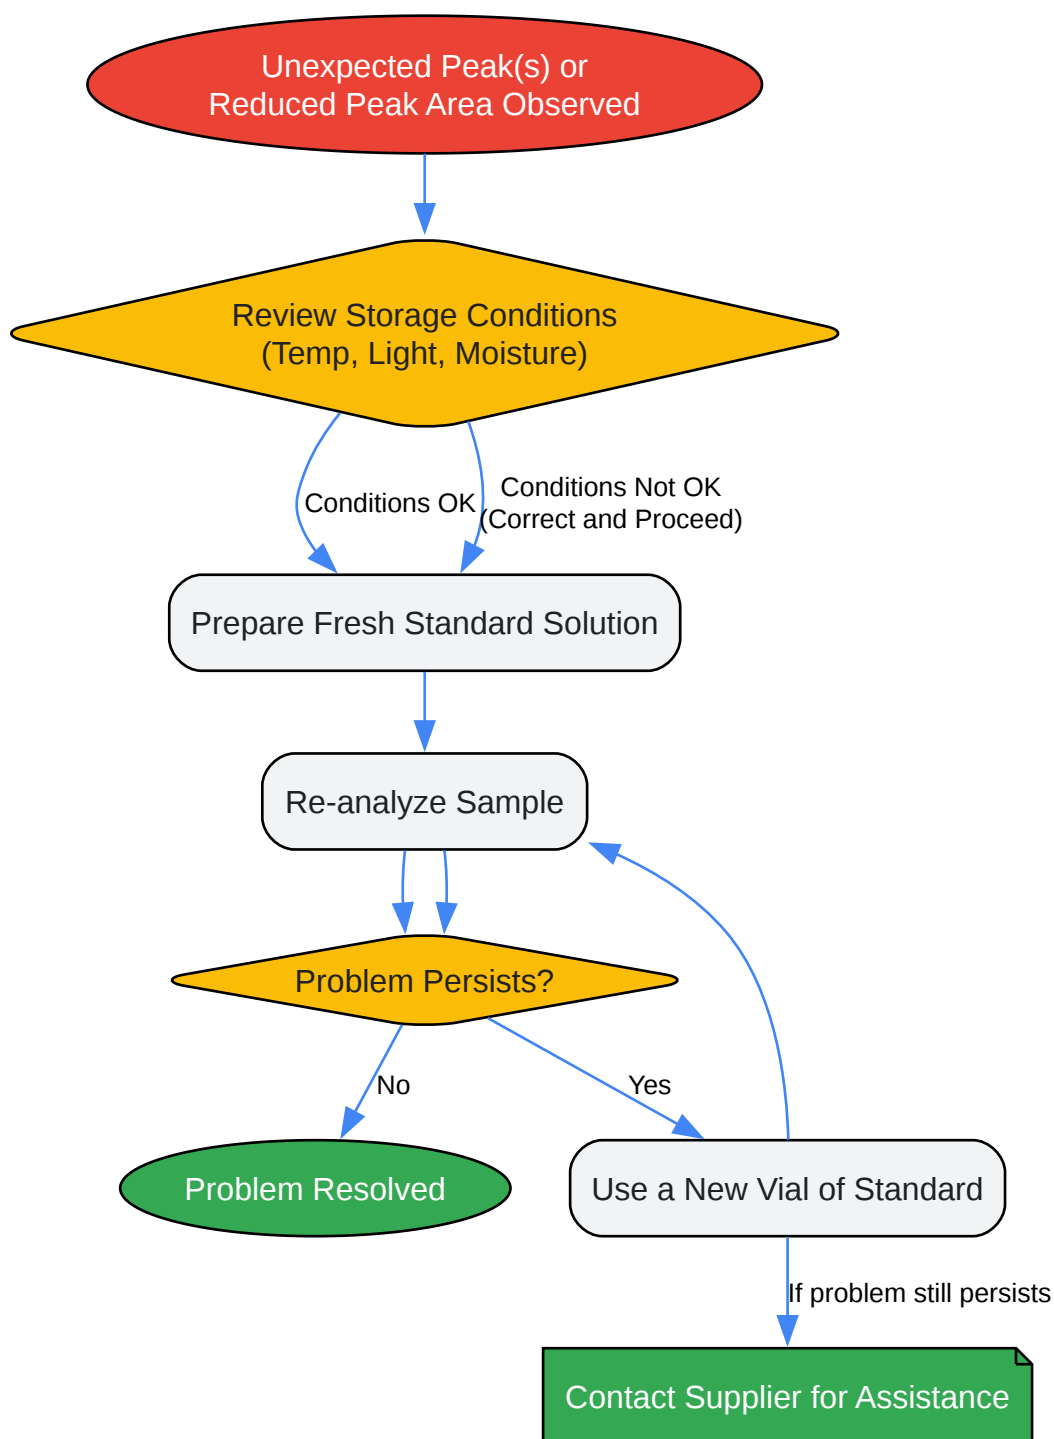 Unexpected Peak(s) or
Reduced Peak Area Observed
Review Storage Conditions
(Temp, Light, Moisture)
Conditions OK
Conditions Not OK
(Correct and Proceed)
Prepare Fresh Standard Solution
Re-analyze Sample
Problem Persists?
No
Yes
Problem Resolved
Use a New Vial of Standard
If problem still persists
Contact Supplier for Assistance